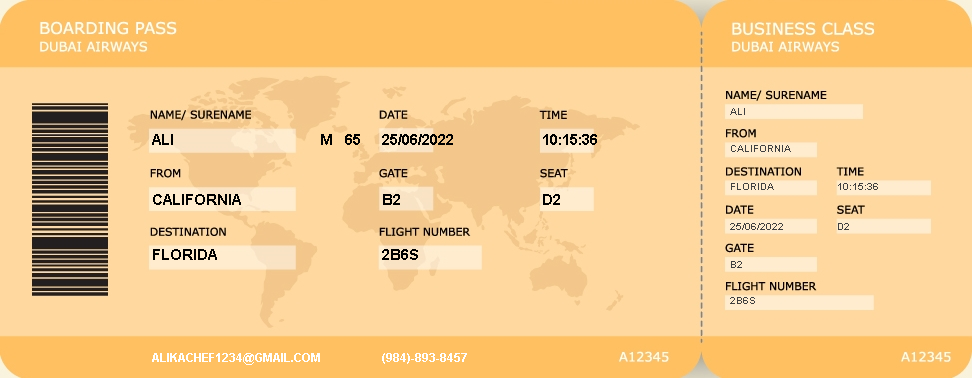 BOARDING PASS
DUBAI AIRWAYS
NAME/ SURENAME DATE TIME
ALI M 65 25/06/2022 10:15:36
FROM GATE SEAT
CALIFORNIA B2 D2
DESTINATION FLIGHT NUMBER
FLORIDA 2B6S
ALIKACHEF1234@GMAIL.COM (984)-893-8457 A12345
BUSINESS CLASS
DUBAI AIRWAYS
NAME/ SURENAME
ALI
FROM
CALIFORNIA
DESTINATION TIME
FLORIDA 10:15:36
DATE SEAT
25/06/2022 D2
GATE
B2
FLIGHT NUMBER
2B6S
A12345